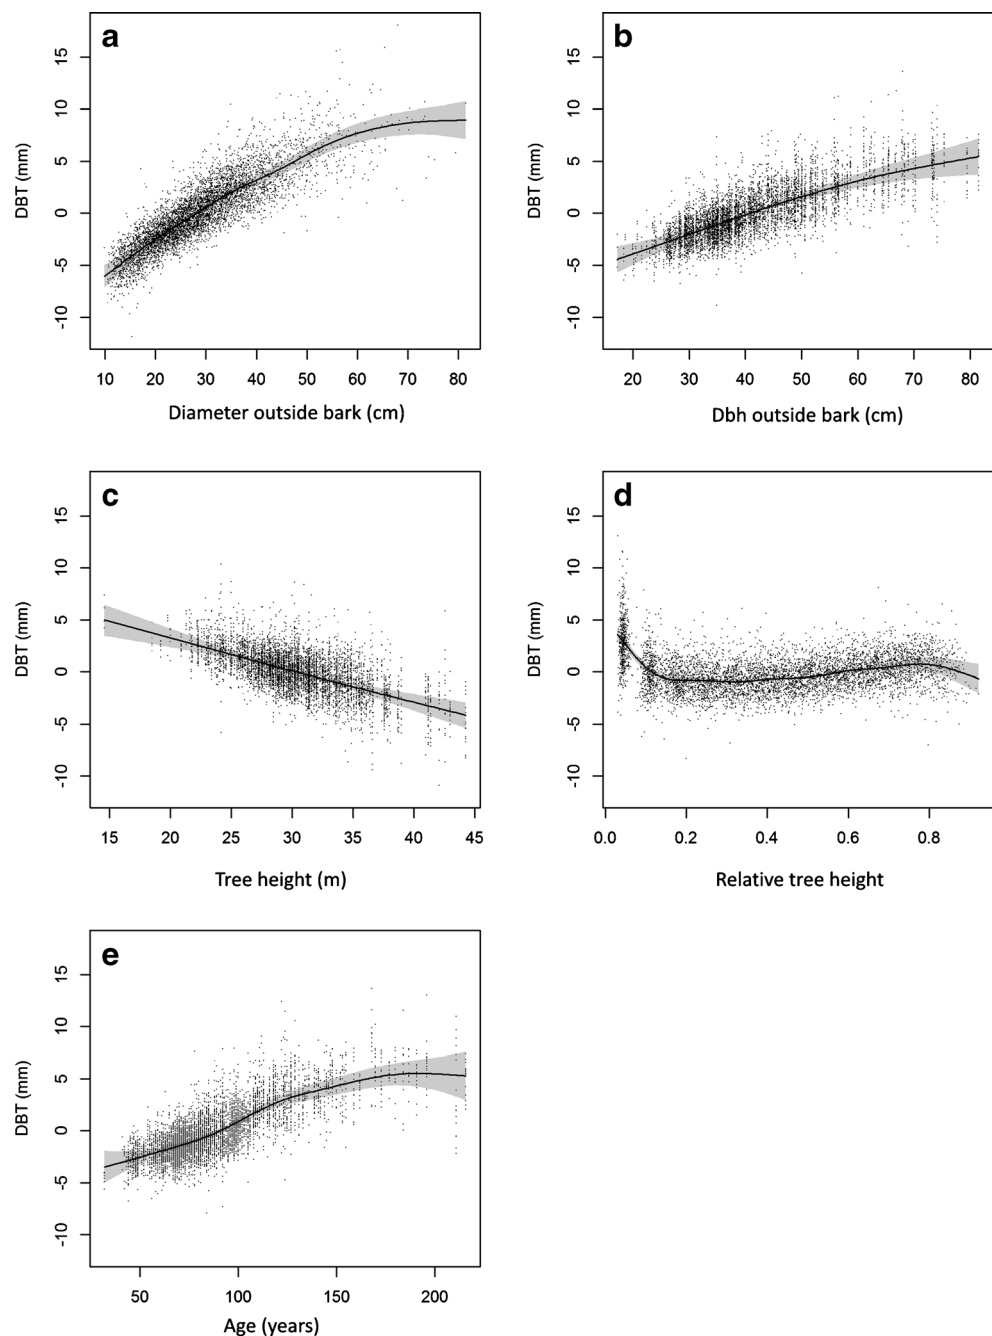 a
DBT (mm)
15
10
5
0
-5
-10
10 20 30 40 50 60 70 80
Diameter outside bark (cm)
b
DBT (mm)
15
10
5
0
-5
-10
20 30 40 50 60 70 80
Dbh outside bark (cm)
c
DBT (mm)
15
10
5
0
-5
-10
15 20 25 30 35 40 45
Tree height (m)
d
DBT (mm)
15
10
5
0
-5
-10
0.0 0.2 0.4 0.6 0.8
Relative tree height
e
DBT (mm)
15
10
5
0
-5
-10
50 100 150 200
Age (years)